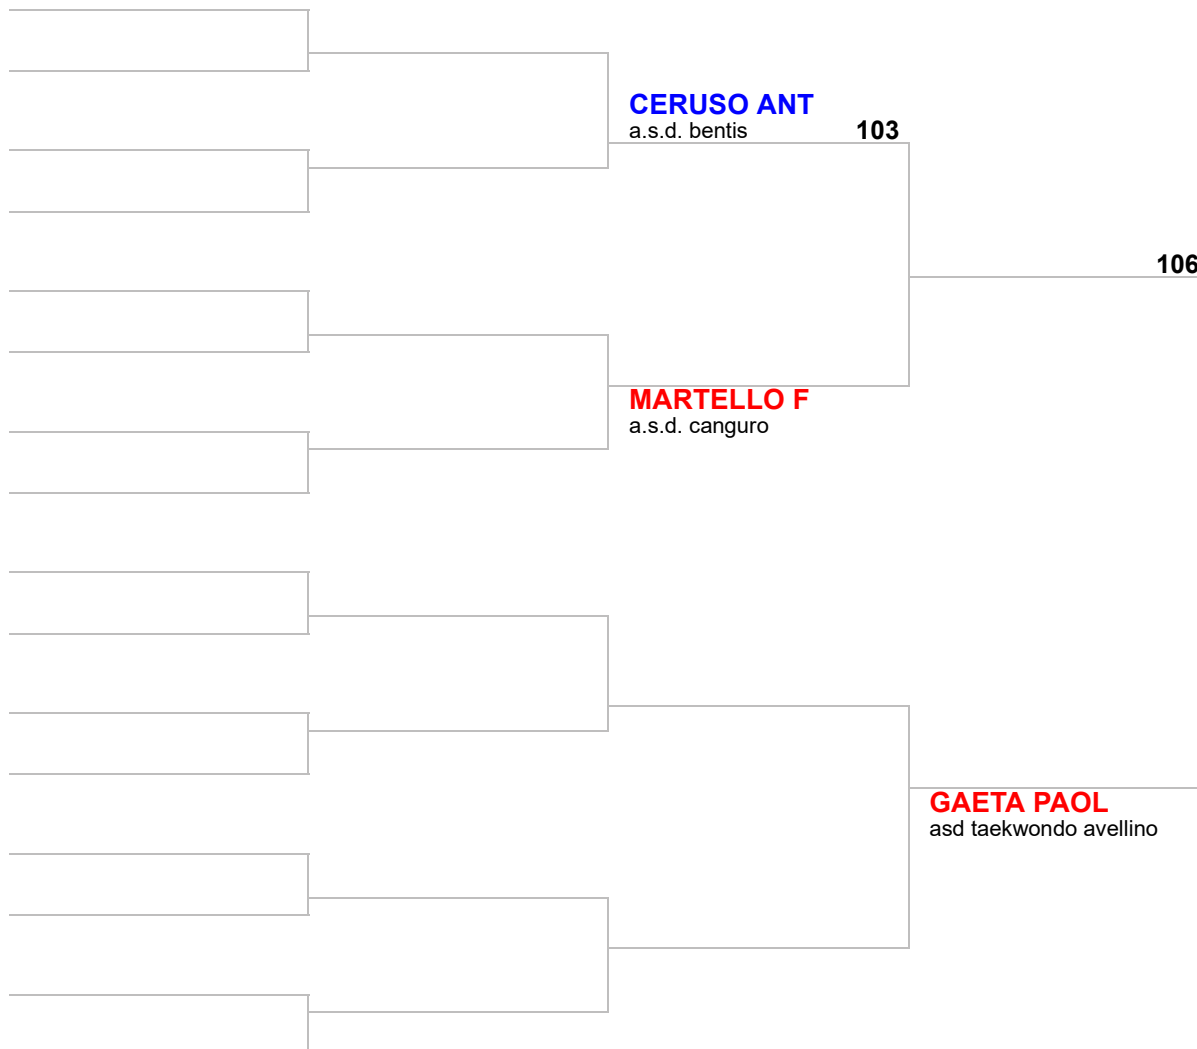 CERUSO ANT
a.s.d. bentis
103
106
MARTELLO F
a.s.d. canguro
GAETA PAOL
asd taekwondo avellino